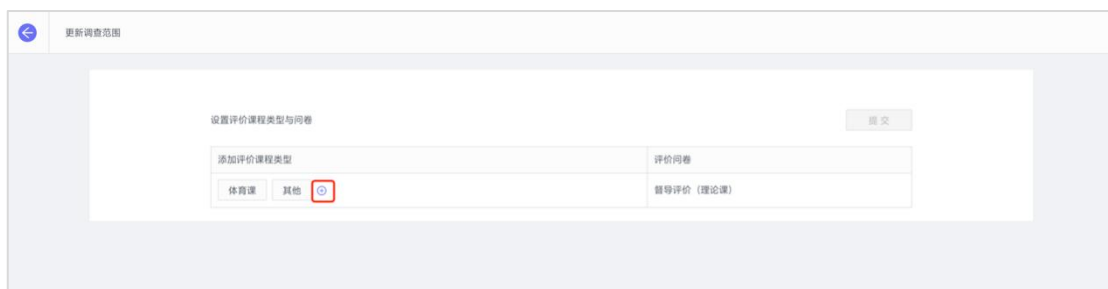 更新调查范围
设置评价课程类型与问卷
提 交
添加评价课程类型 评价问卷
体育课 其他 督导评价（理论课）